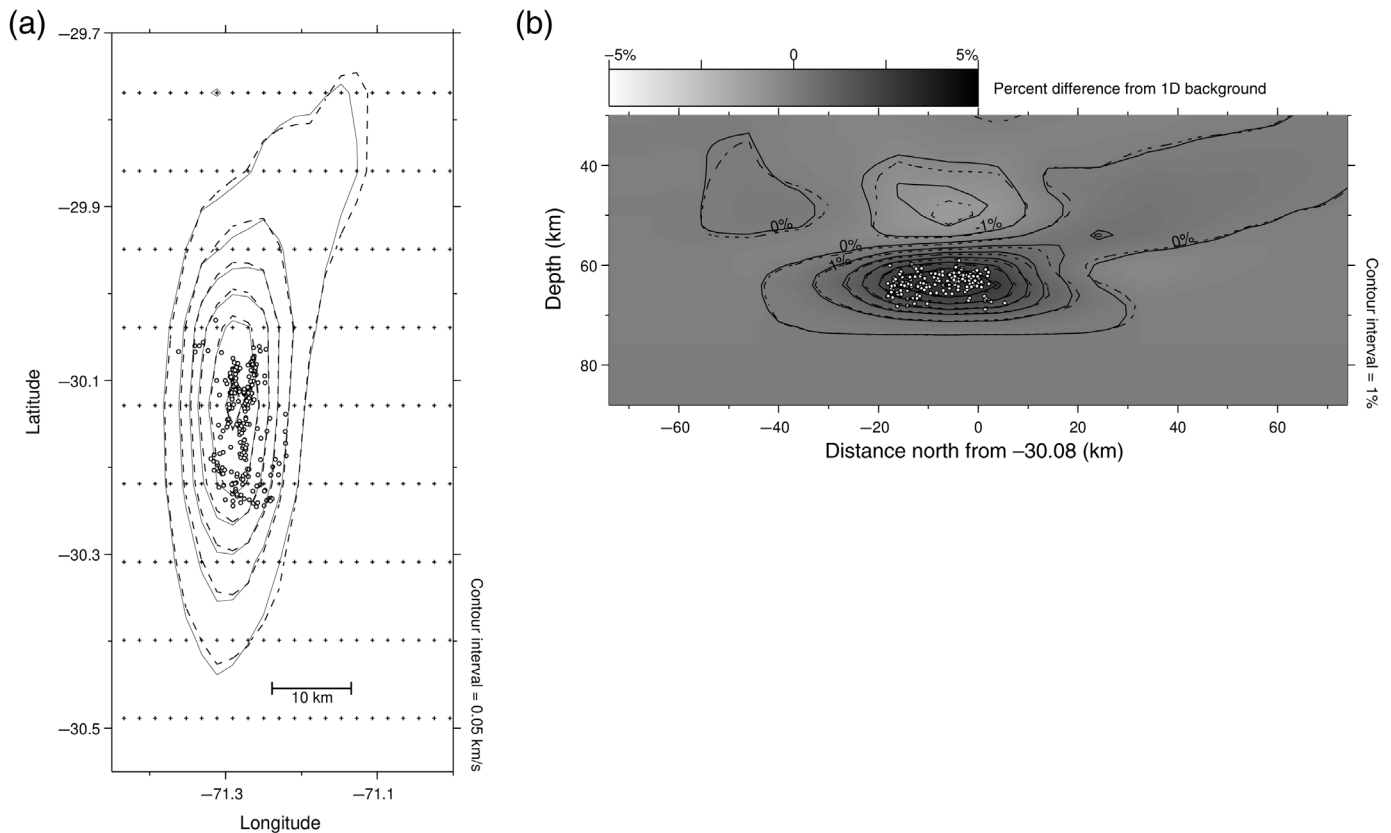 (a)
−29.7
−29.9
−30.1
−30.3
−30.5
Latitude
10 km
−71.3
−71.1
Longitude
Contour interval = 0.05 km/s
(b)
−5%
0
5%
Percent difference from 1D background
40
60
80
Depth (km)
0%
−1%
0%
1%
0%
−60
−40
−20
0
20
40
60
Distance north from −30.08 (km)
Contour interval = 1%